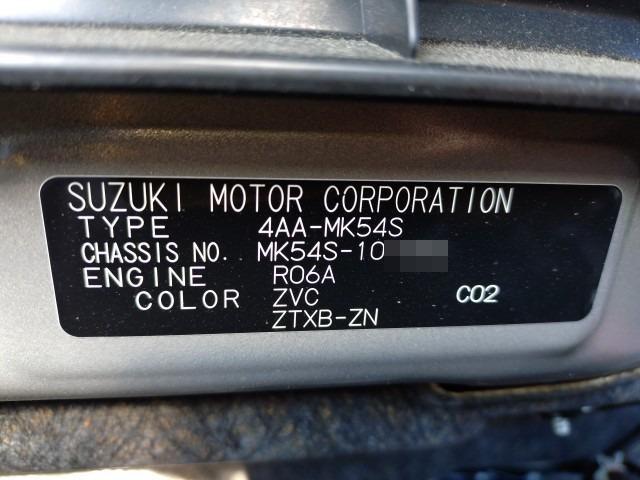 SUZUKI MOTOR CORPORATION
TYPE 4AA-MK54S
CHASSIS NO. MK54S-10
ENGINE R06A
COLOR ZVC C02
ZTXB-ZN